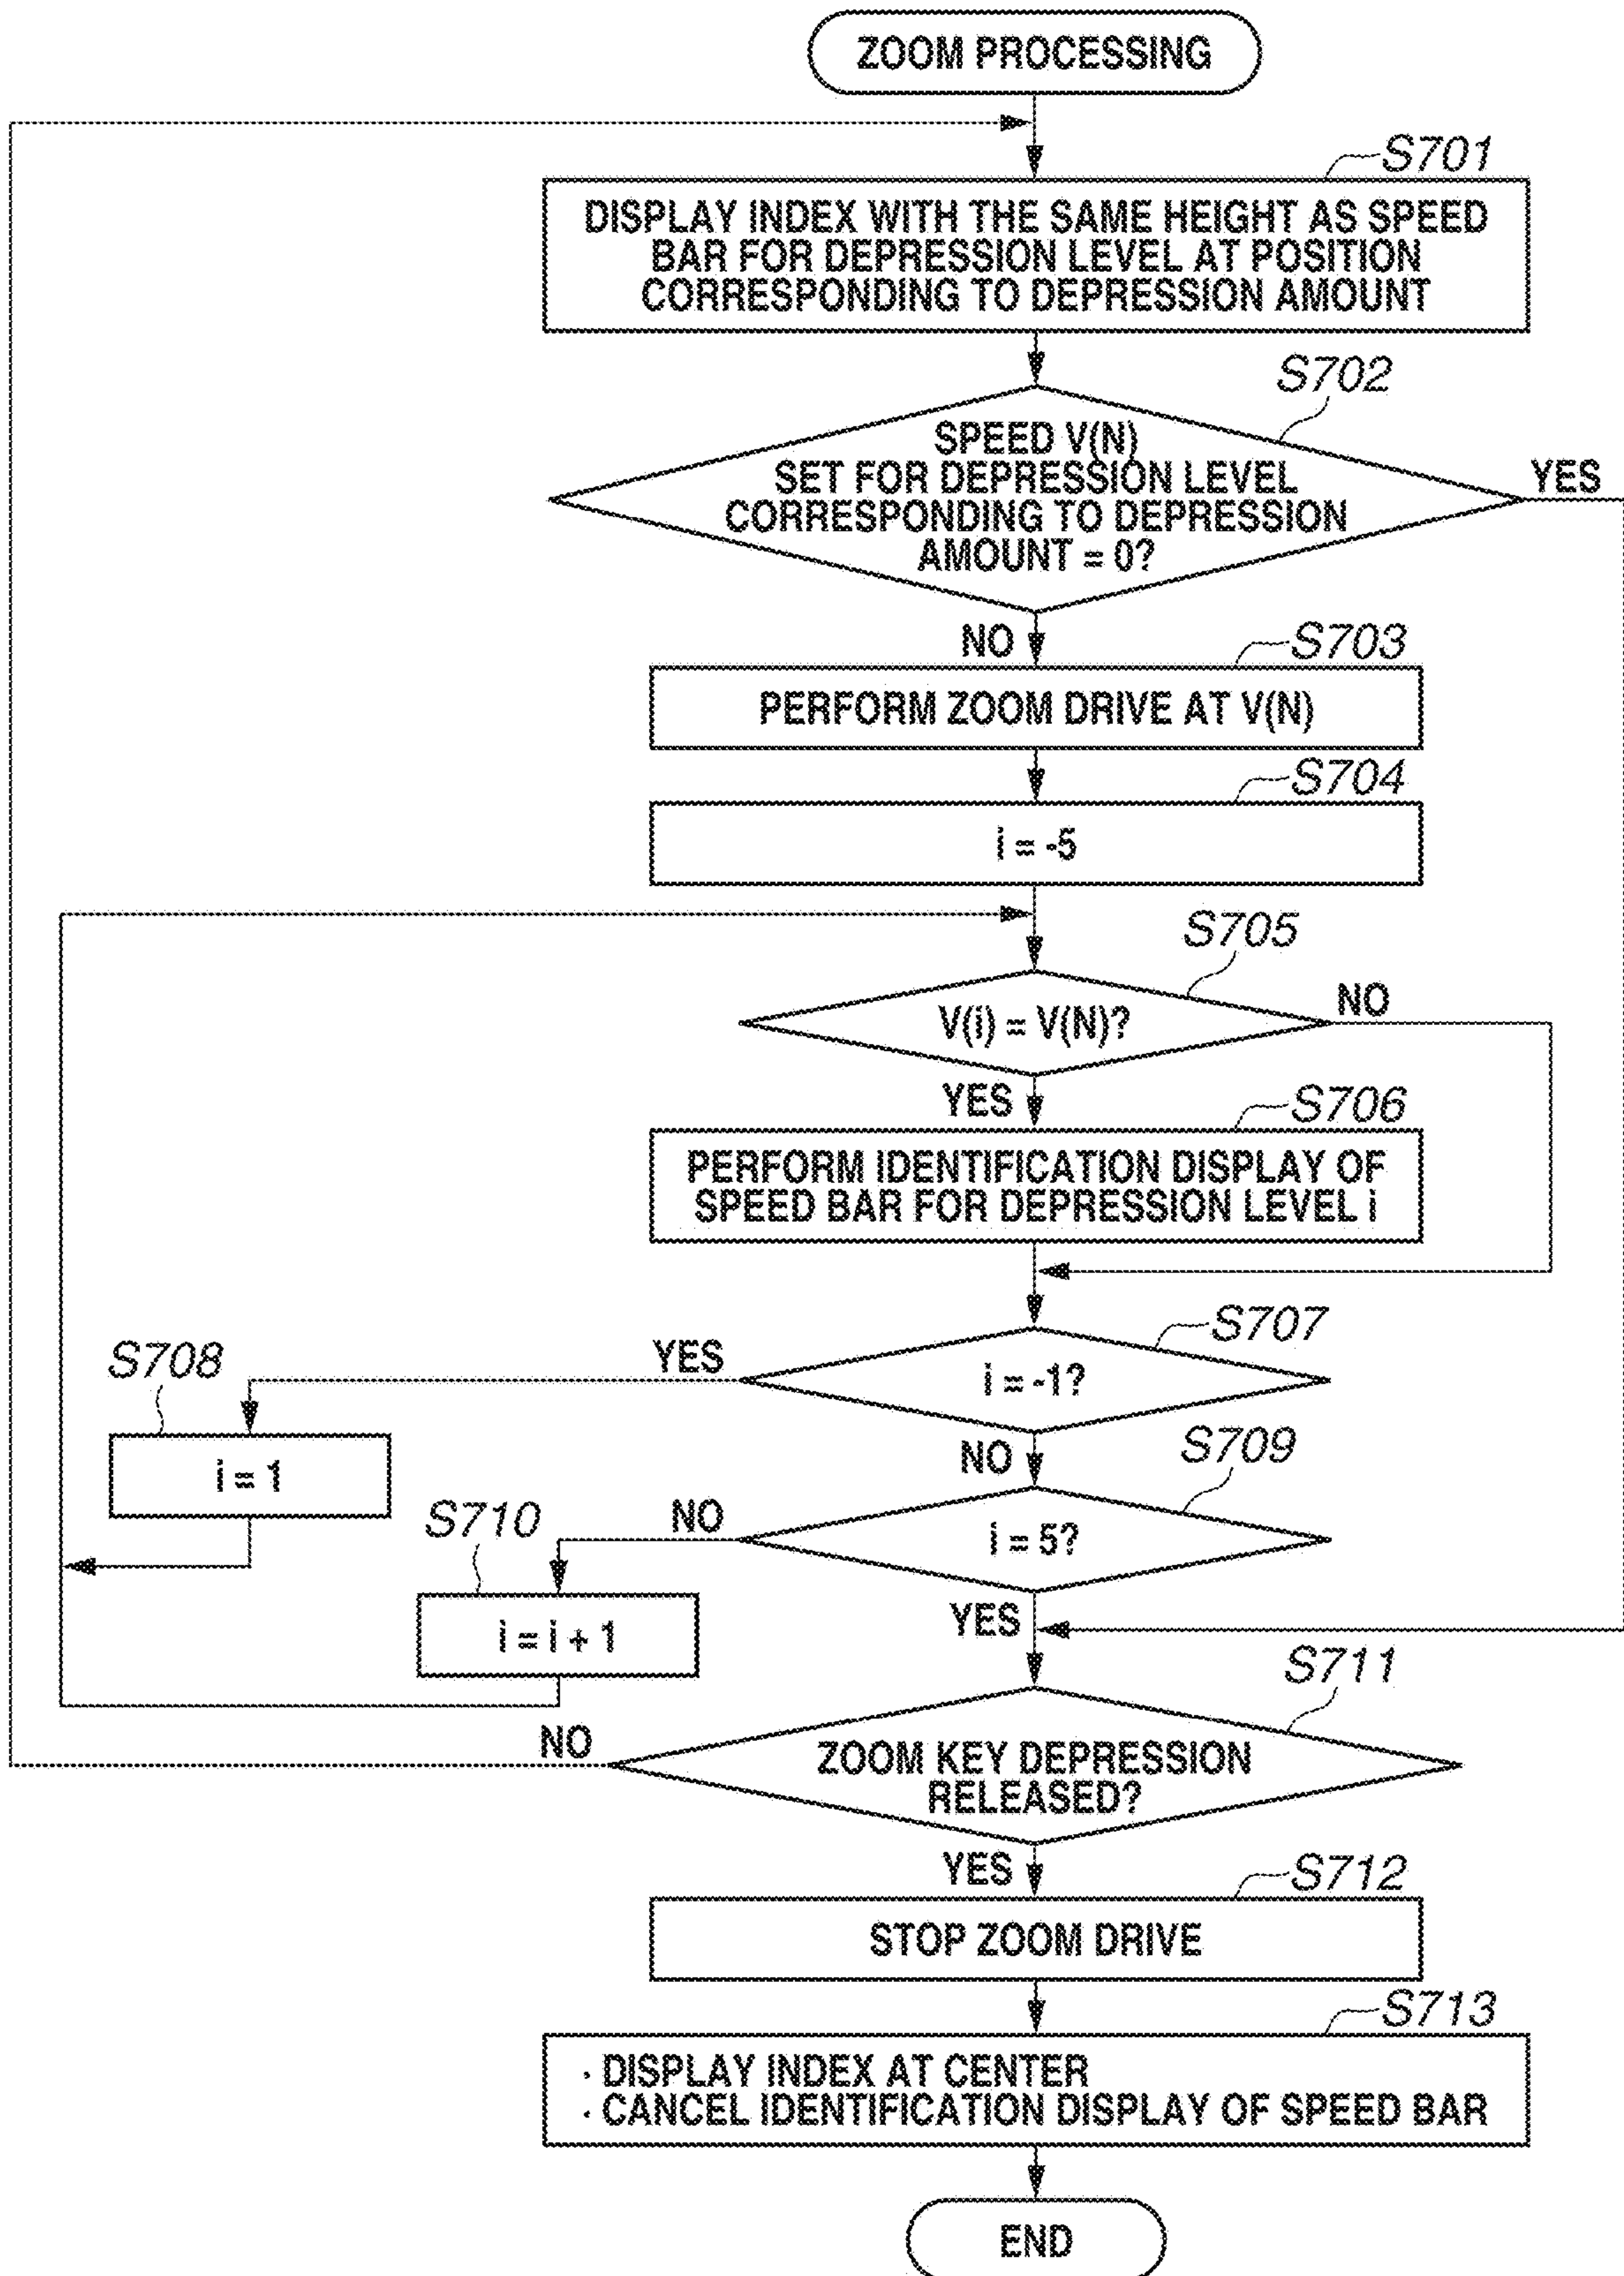 ZOOM PROCESSING
S701
DISPLAY INDEX WITH THE SAME HEIGHT AS SPEED
BAR FOR DEPRESSION LEVEL AT POSITION
CORRESPONDING TO DEPRESSION AMOUNT
S702
SPEED V(N)
SET FOR DEPRESSION LEVEL
CORRESPONDING TO DEPRESSION
AMOUNT = 0?
YES
NO
S703
PERFORM ZOOM DRIVE AT V(N)
S704
i = -5
S705
V(i) = V(N)?
NO
YES
S706
PERFORM IDENTIFICATION DISPLAY OF
SPEED BAR FOR DEPRESSION LEVEL i
S707
i = -1?
YES
S708
i = 1
NO
S709
i = 5?
NO
S710
i = i + 1
YES
S711
ZOOM KEY DEPRESSION
RELEASED?
NO
YES
S712
STOP ZOOM DRIVE
S713
· DISPLAY INDEX AT CENTER
· CANCEL IDENTIFICATION DISPLAY OF SPEED BAR
END